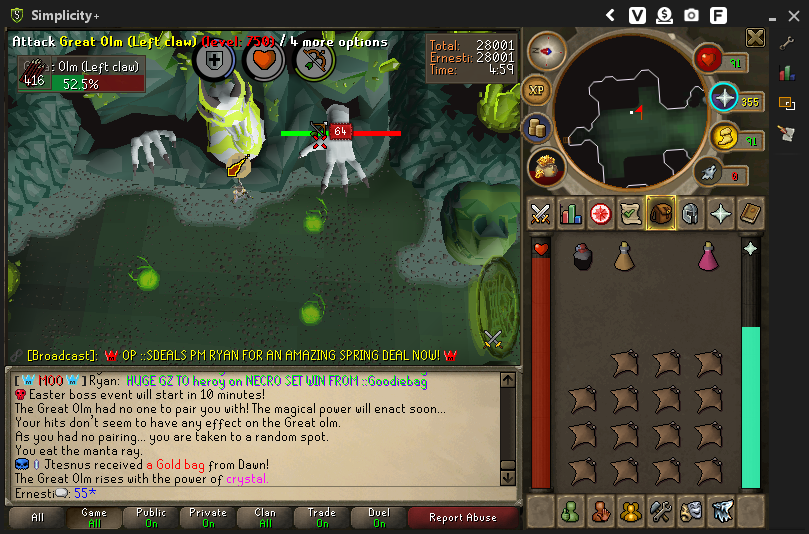 Simplicity+
Attack Great Olm (Left claw) (level: 750) / 4 more options
Olm (Left claw)
416
52.5%
Total: 28001
Ernesti: 28001
Time: 4:59
64
XP
91
355
91
0
[Broadcast]: OP ::SDEALS PM RYAN FOR AN AMAZING SPRING DEAL NOW!
[MOO] Ryan: HUGE GZ TO heroy on NECRO SET WIN FROM ::Goodiebag
Easter boss event will start in 10 minutes!
The Great Olm had no one to pair you with! The magical power will enact soon...
Your hits don't seem to have any effect on the Great olm.
As you had no pairing... you are taken to a random spot.
You eat the manta ray.
Jtesnus received a Gold bag from Dawn!
The Great Olm rises with the power of crystal.
Ernesti: 55*
All
Game All
Public On
Private On
Clan All
Trade On
Duel On
Report Abuse